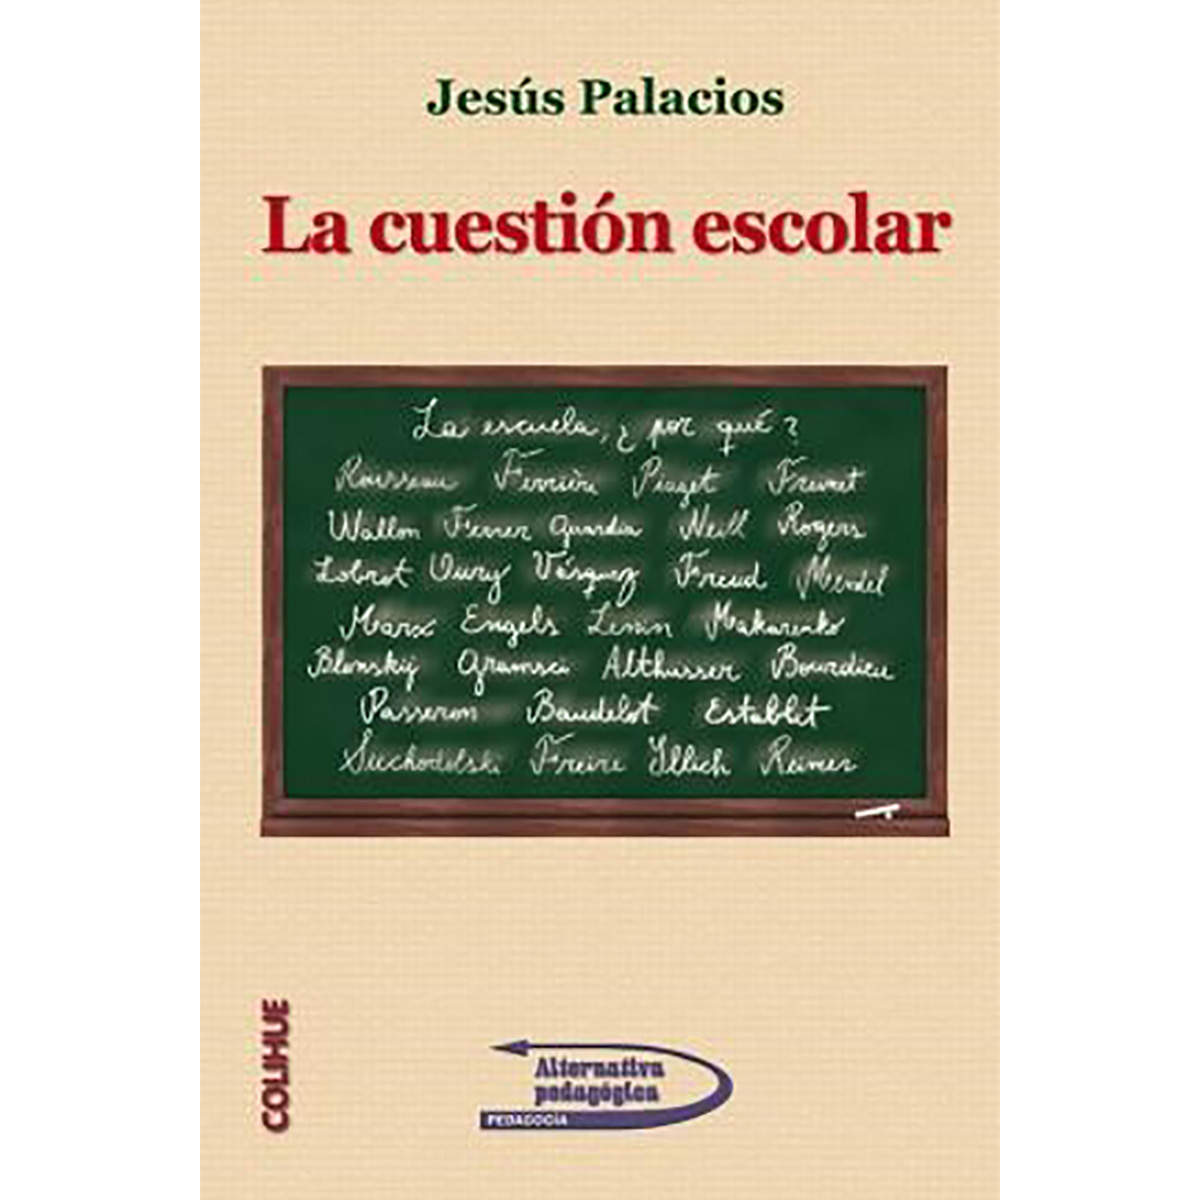 Jesús Palacios
La cuestión escolar
La escuela, ¿por qué?
Rousseau Ferrière Piaget Freinet
Wallon Ferrer Guardia Neill Rogers
Lobrot Oury Vásquez Freud Mendel
Marx Engels Lenin Makarenko
Blonskij Gramsci Althusser Bourdieu
Passeron Baudelot Establet
Suchodolski Freire Illich Reimer
COLIHUE
Alternativa
pedagógica
PEDAGOGÍA